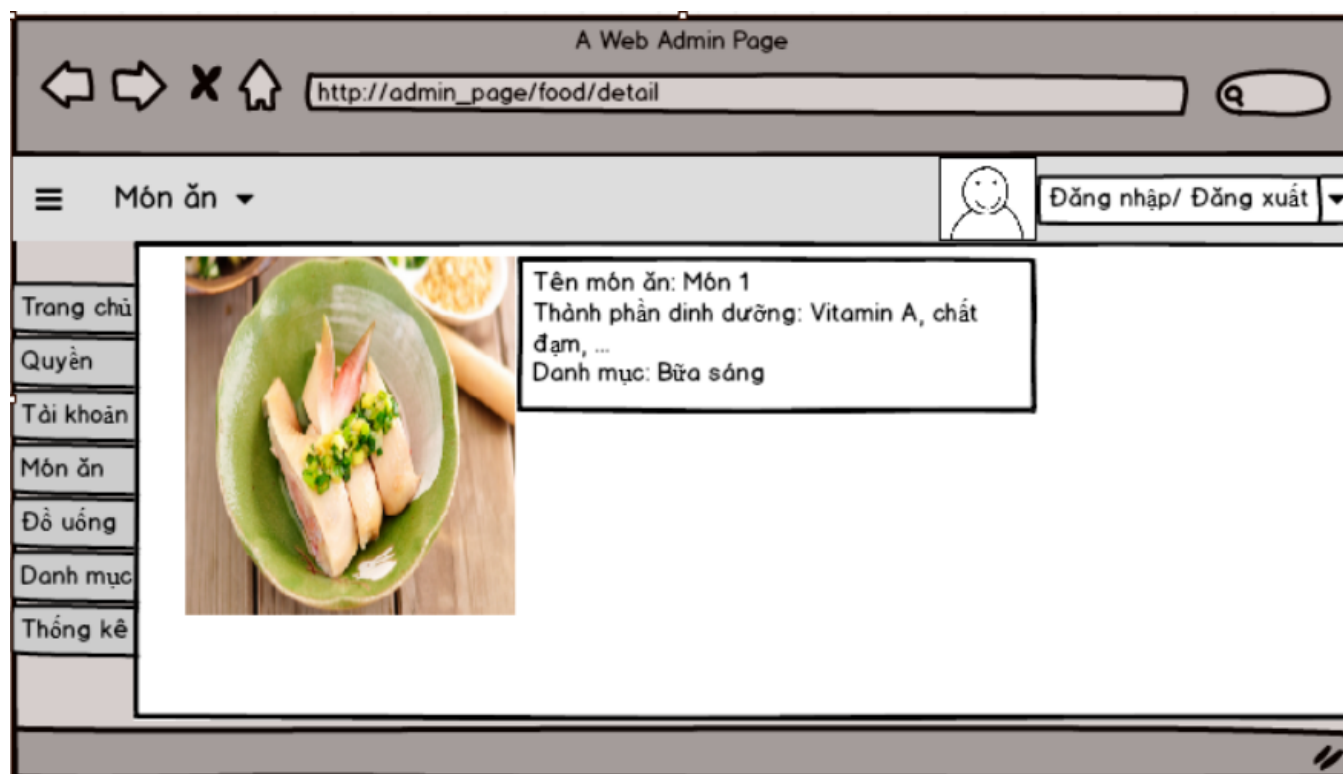 A Web Admin Page
http://admin_page/food/detail
Món ăn
Đăng nhập/ Đăng xuất
Trang chủ
Quyền
Tài khoản
Món ăn
Đồ uống
Danh mục
Thống kê
Tên món ăn: Món 1
Thành phần dinh dưỡng: Vitamin A, chất
đạm, ...
Danh mục: Bữa sáng